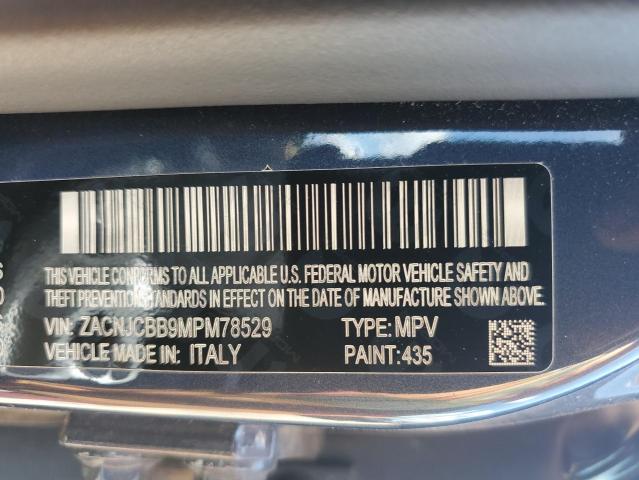 THIS VEHICLE CONFORMS TO ALL APPLICABLE U.S. FEDERAL MOTOR VEHICLE SAFETY AND
THEFT PREVENTION STANDARDS IN EFFECT ON THE DATE OF MANUFACTURE SHOWN ABOVE.
VIN: ZACNJCBB9MPM78529 TYPE: MPV
VEHICLE MADE IN: ITALY PAINT: 435